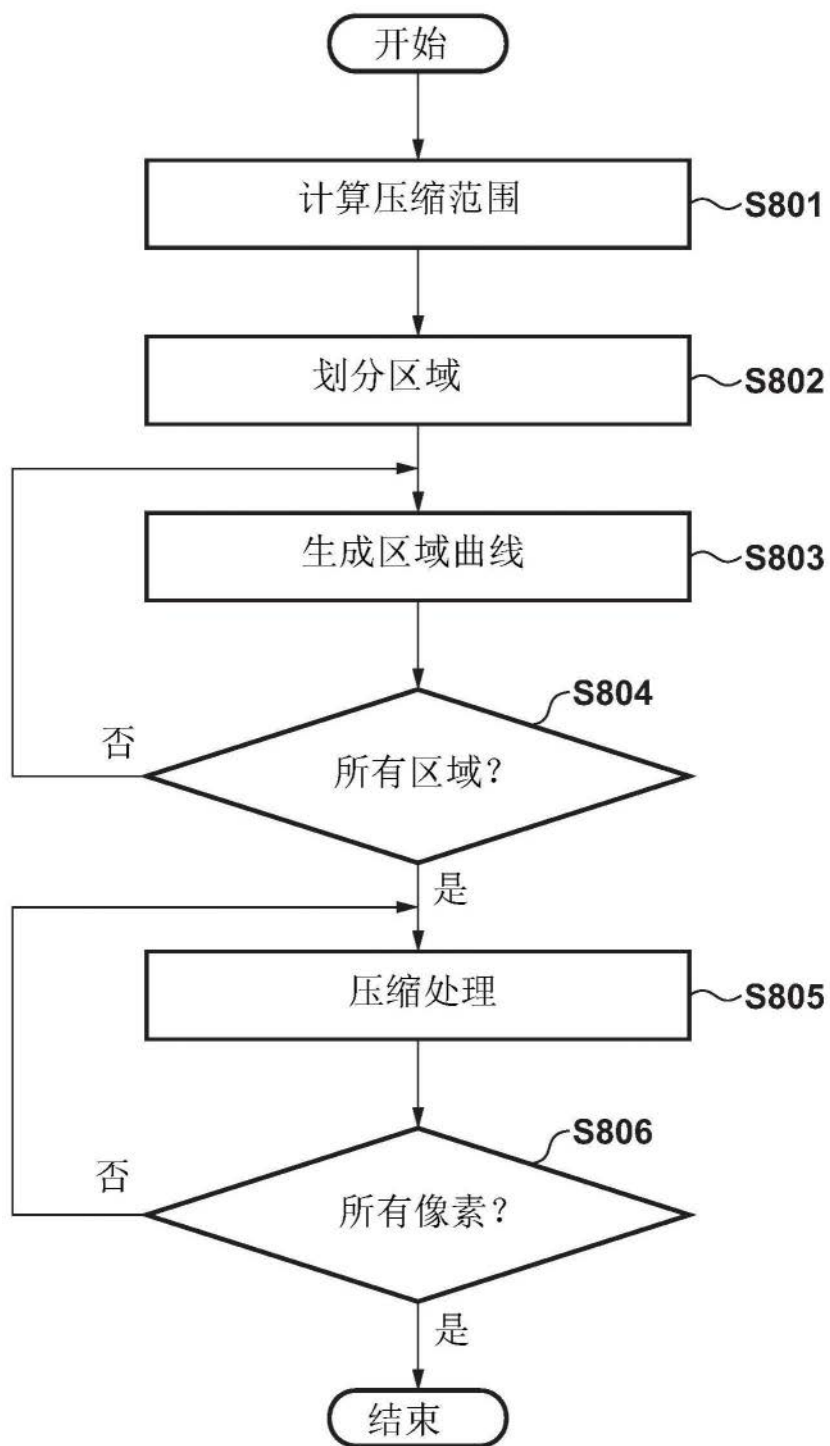 开始
计算压缩范围
S801
划分区域
S802
生成区域曲线
S803
S804
否
所有区域?
是
压缩处理
S805
S806
否
所有像素?
是
结束